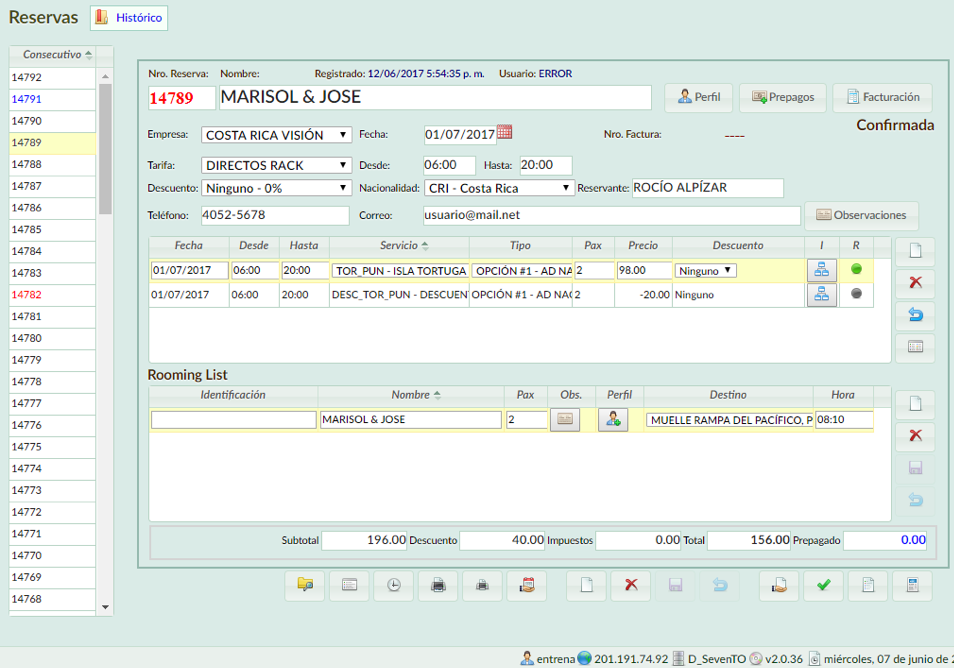 Reservas Histórico
Consecutivo
14792
14791
14790
14789
14788
14787
14786
14785
14784
14783
14782
14781
14780
14779
14778
14777
14776
14775
14774
14773
14772
14771
14770
14769
14768
Nro. Reserva: Nombre: Registrado: 12/06/2017 5:54:35 p. m. Usuario: ERROR
14789 MARISOL & JOSE Perfil Prepagos Facturación
Confirmada
Empresa: COSTA RICA VISIÓN Fecha: 01/07/2017 Nro. Factura: ----
Tarifa: DIRECTOS RACK Desde: 06:00 Hasta: 20:00
Descuento: Ninguno - 0% Nacionalidad: CRI - Costa Rica Reservante: ROCÍO ALPÍZAR
Teléfono: 4052-5678 Correo: usuario@mail.net Observaciones
Fecha Desde Hasta Servicio Tipo Pax Precio Descuento I R
01/07/2017 06:00 20:00 TOR_PUN - ISLA TORTUGA OPCIÓN #1 - AD NA 2 98.00 Ninguno
01/07/2017 06:00 20:00 DESC_TOR_PUN - DESCUEN OPCIÓN #1 - AD NAC 2 -20.00 Ninguno
Rooming List
Identificación Nombre Pax Obs. Perfil Destino Hora
MARISOL & JOSE 2 MUELLE RAMPA DEL PACÍFICO, P 08:10
Subtotal 196.00 Descuento 40.00 Impuestos 0.00 Total 156.00 Prepagado 0.00
entrena 201.191.74.92 D_SevenTO v2.0.36 miércoles, 07 de junio de 2